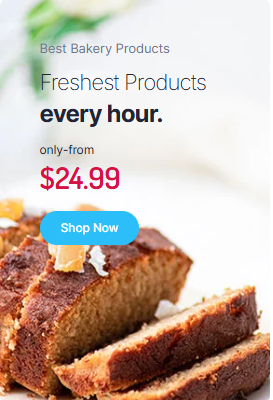 Best Bakery Products
Freshest Products
every hour.
only-from
$24.99
Shop Now